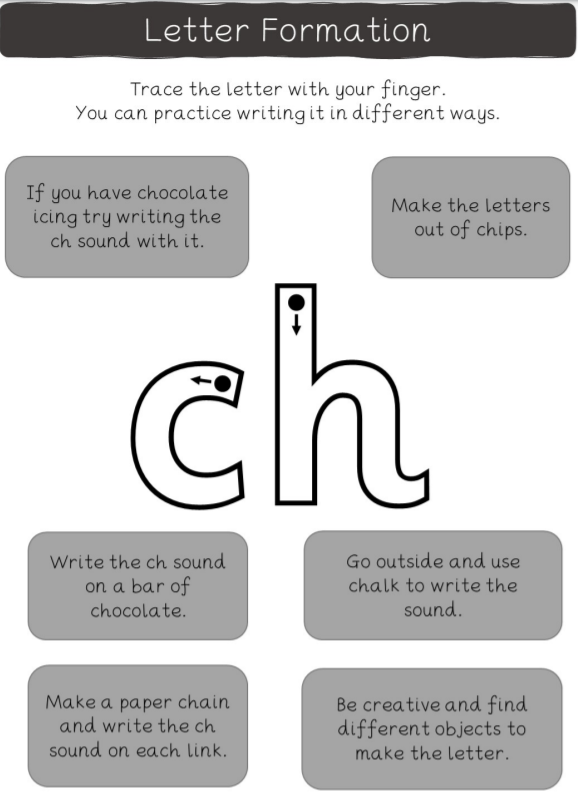 Letter Formation
Trace the letter with your finger.
You can practice writing it in different ways.
If you have chocolate
icing try writing the
ch sound with it.
Make the letters
out of chips.
ch
Write the ch sound
on a bar of
chocolate.
Go outside and use
chalk to write the
sound.
Make a paper chain
and write the ch
sound on each link.
Be creative and find
different objects to
make the letter.